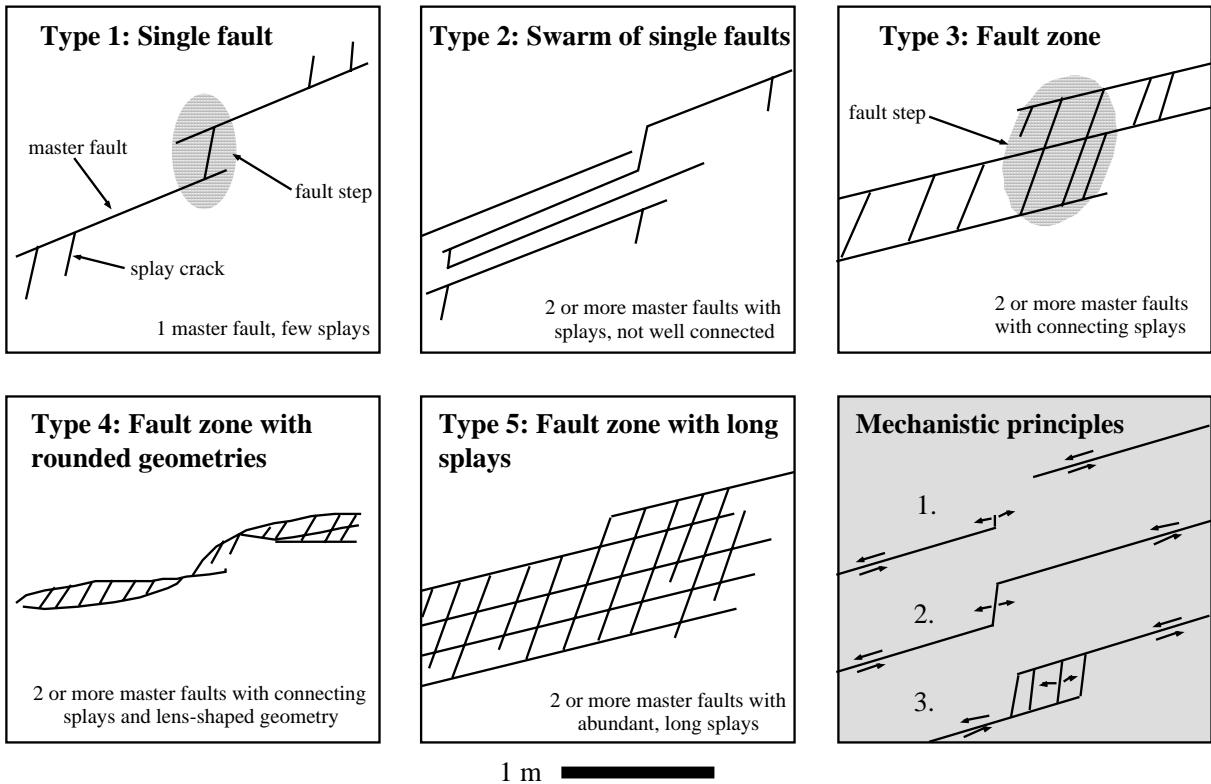 Type 1: Single fault
master fault
fault step
splay crack
1 master fault, few splays
Type 2: Swarm of single faults
2 or more master faults with
splays, not well connected
Type 3: Fault zone
fault step
2 or more master faults
with connecting splays
Type 4: Fault zone with
rounded geometries
2 or more master faults with connecting
splays and lens-shaped geometry
Type 5: Fault zone with long
splays
2 or more master faults with
abundant, long splays
Mechanistic principles
1.
2.
3.
1 m